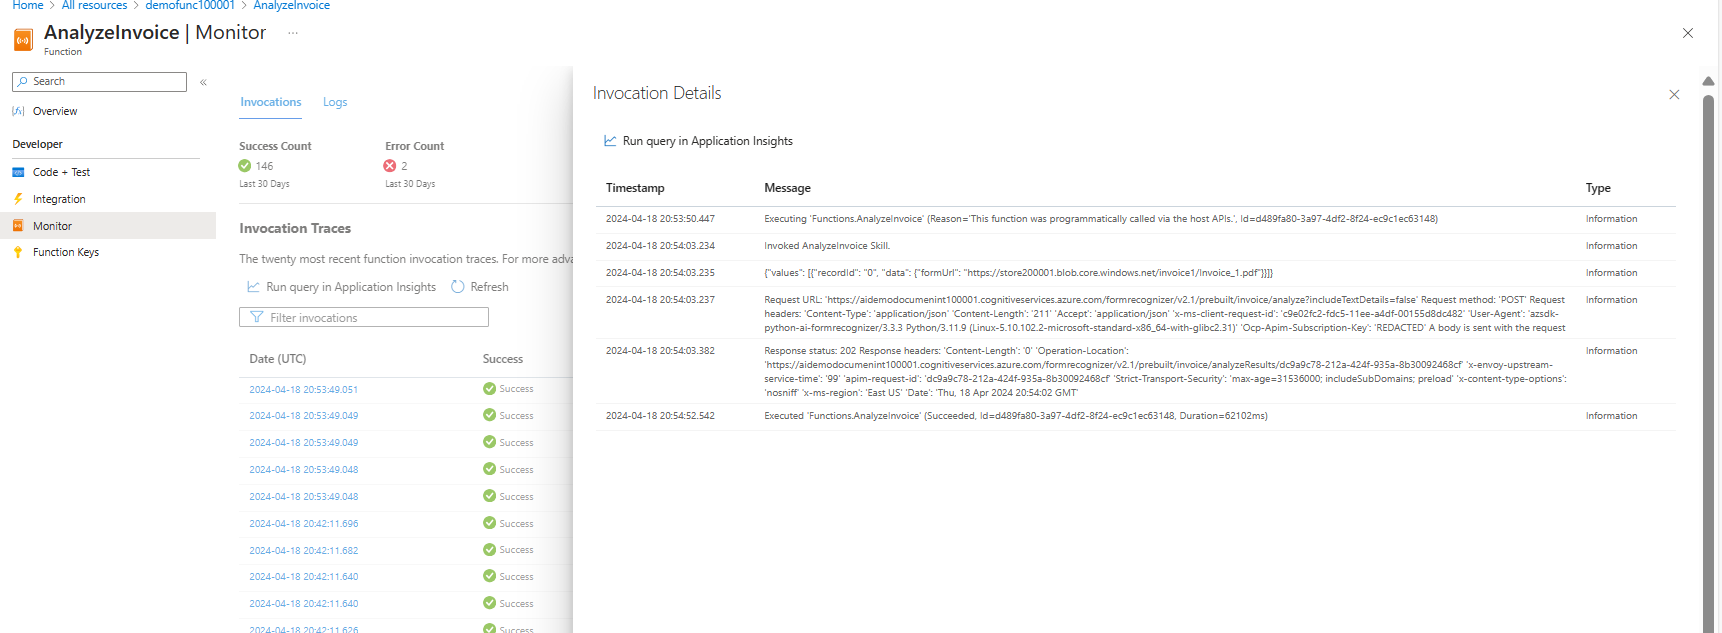 Home > All resources > demofunc100001 > AnalyzeInvoice
AnalyzeInvoice | Monitor ...
Function
Search
«
Overview
Developer
Code + Test
Integration
Monitor
Function Keys
Invocations Logs
Success Count Error Count
146 2
Last 30 Days Last 30 Days
Invocation Traces
The twenty most recent function invocation traces. For more adva
Run query in Application Insights Refresh
Filter invocations
Date (UTC) Success
2024-04-18 20:53:49.051 Success
2024-04-18 20:53:49.049 Success
2024-04-18 20:53:49.049 Success
2024-04-18 20:53:49.048 Success
2024-04-18 20:53:49.048 Success
2024-04-18 20:42:11.696 Success
2024-04-18 20:42:11.682 Success
2024-04-18 20:42:11.640 Success
2024-04-18 20:42:11.640 Success
2024-04-18 20:42:11.626 Success
Invocation Details
Run query in Application Insights
Timestamp Message Type
2024-04-18 20:53:50.447 Executing 'Functions.AnalyzeInvoice' (Reason='This function was programmatically called via the host APIs.', Id=d489fa80-3a97-4df2-8f24-ec9c1ec63148) Information
2024-04-18 20:54:03.234 Invoked AnalyzeInvoice Skill. Information
2024-04-18 20:54:03.235 {"values": [{"recordId": "0", "data": {"formUrl": "https://store200001.blob.core.windows.net/invoice1/Invoice_1.pdf"}}]} Information
2024-04-18 20:54:03.237 Request URL: 'https://aidemodocumenint100001.cognitiveservices.azure.com/formrecognizer/v2.1/prebuilt/invoice/analyze?includeTextDetails=false' Request method: 'POST' Request Information
headers: 'Content-Type': 'application/json' 'Content-Length': '211' 'Accept': 'application/json' 'x-ms-client-request-id': 'c9e02fc2-fdc5-11ee-a4df-00155d8dc482' 'User-Agent': 'azsdk-
python-ai-formrecognizer/3.3.3 Python/3.11.9 (Linux-5.10.102.2-microsoft-standard-x86_64-with-glibc2.31)' 'Ocp-Apim-Subscription-Key': 'REDACTED' A body is sent with the request
2024-04-18 20:54:03.382 Response status: 202 Response headers: 'Content-Length': '0' 'Operation-Location': Information
'https://aidemodocumenint100001.cognitiveservices.azure.com/formrecognizer/v2.1/prebuilt/invoice/analyzeResults/dc9a9c78-212a-424f-935a-8b30092468cf' 'x-envoy-upstream-
service-time': '99' 'apim-request-id': 'dc9a9c78-212a-424f-935a-8b30092468cf' 'Strict-Transport-Security': 'max-age=31536000; includeSubDomains; preload' 'x-content-type-options':
'nosniff' 'x-ms-region': 'East US' 'Date': 'Thu, 18 Apr 2024 20:54:02 GMT'
2024-04-18 20:54:52.542 Executed 'Functions.AnalyzeInvoice' (Succeeded, Id=d489fa80-3a97-4df2-8f24-ec9c1ec63148, Duration=62102ms) Information